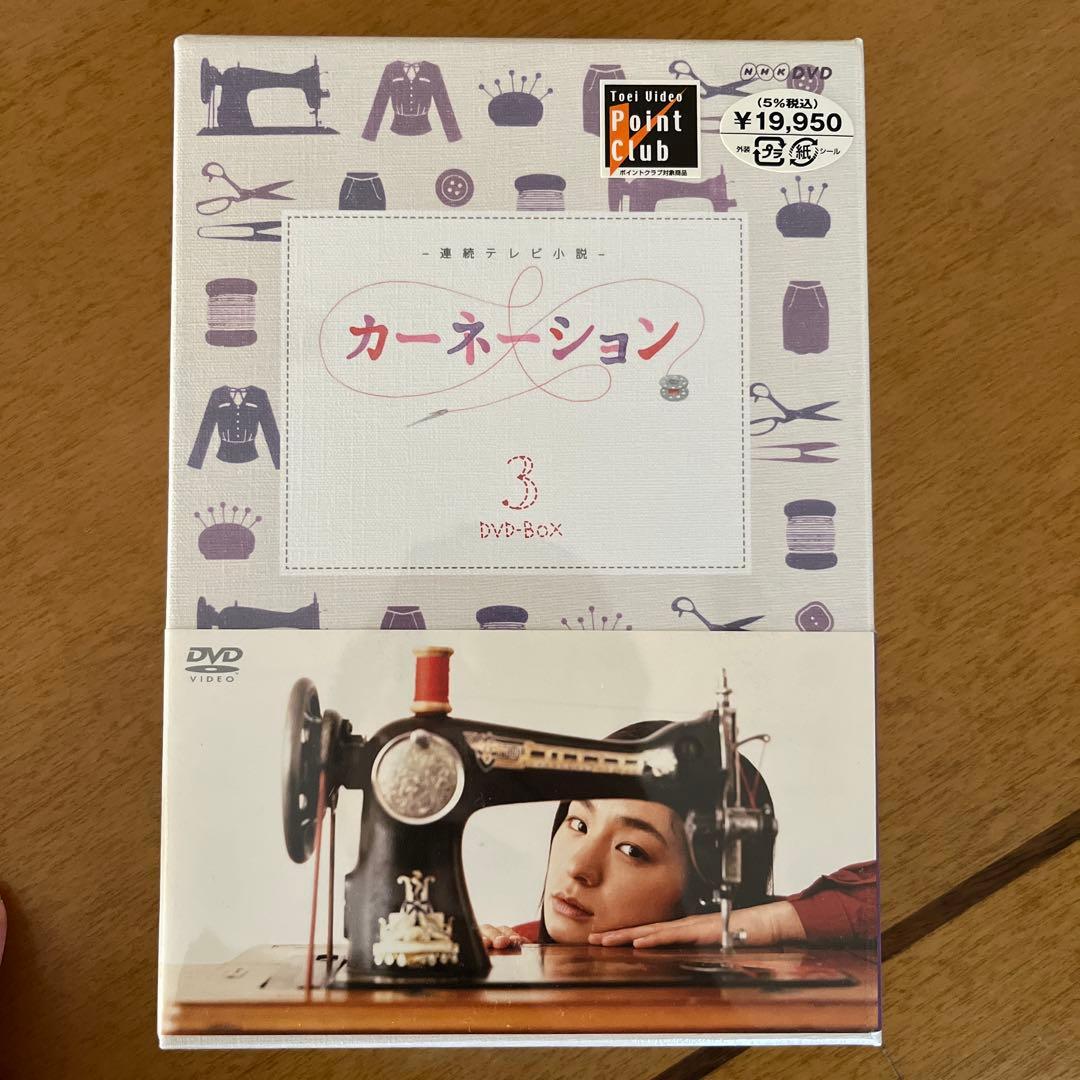 NHK DVD
Toei Video
Point
Club
ポイントクラブ対象商品
(5%税込)
¥19,950
外装 プラ 紙 シール
-連続テレビ小説-
カーネーション
3
DVD-BOX
DVD
VIDEO